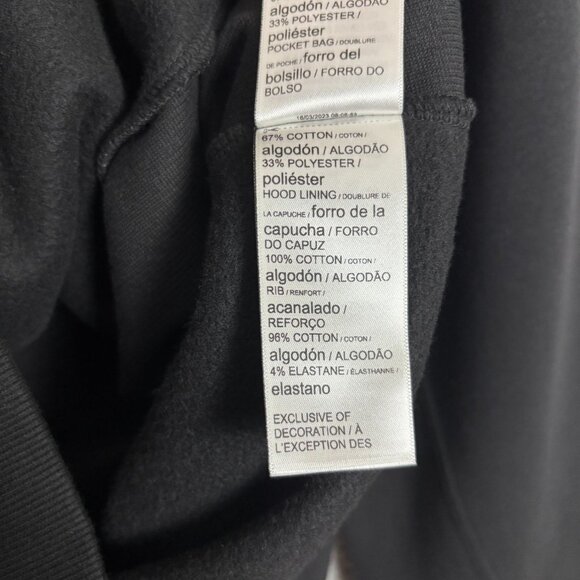 algodón / ALGODÃO
33% POLYESTER /
poliéster
POCKET BAG / DOUBLURE
DE POCHE / forro del
bolsillo / FORRO DO
BOLSO
67% COTTON / COTON /
algodón / ALGODÃO
33% POLYESTER /
poliéster
HOOD LINING / DOUBLURE DE
LA CAPUCHE / forro de la
capucha / FORRO
DO CAPUZ
100% COTTON / COTON /
algodón / ALGODÃO
RIB / RENFORT /
acanalado /
REFORÇO
96% COTTON / COTON /
algodón / ALGODÃO
4% ELASTANE / ÉLASTHANNE /
elastano
EXCLUSIVE OF
DECORATION / À
L'EXCEPTION DES